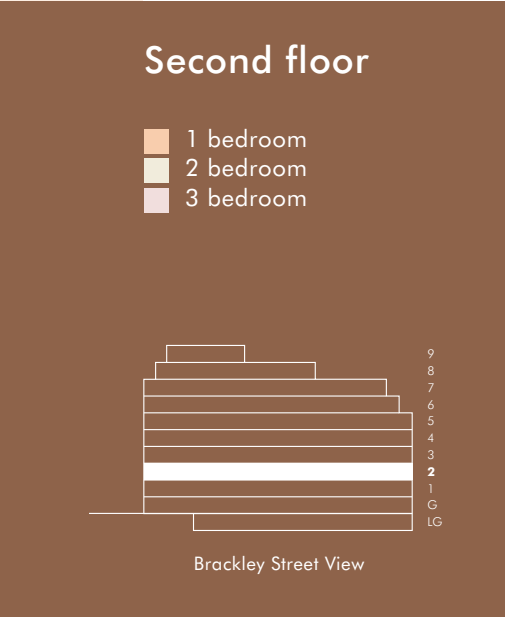 Second floor
1 bedroom
2 bedroom
3 bedroom
9
8
7
6
5
4
3
2
1
G
LG
Brackley Street View